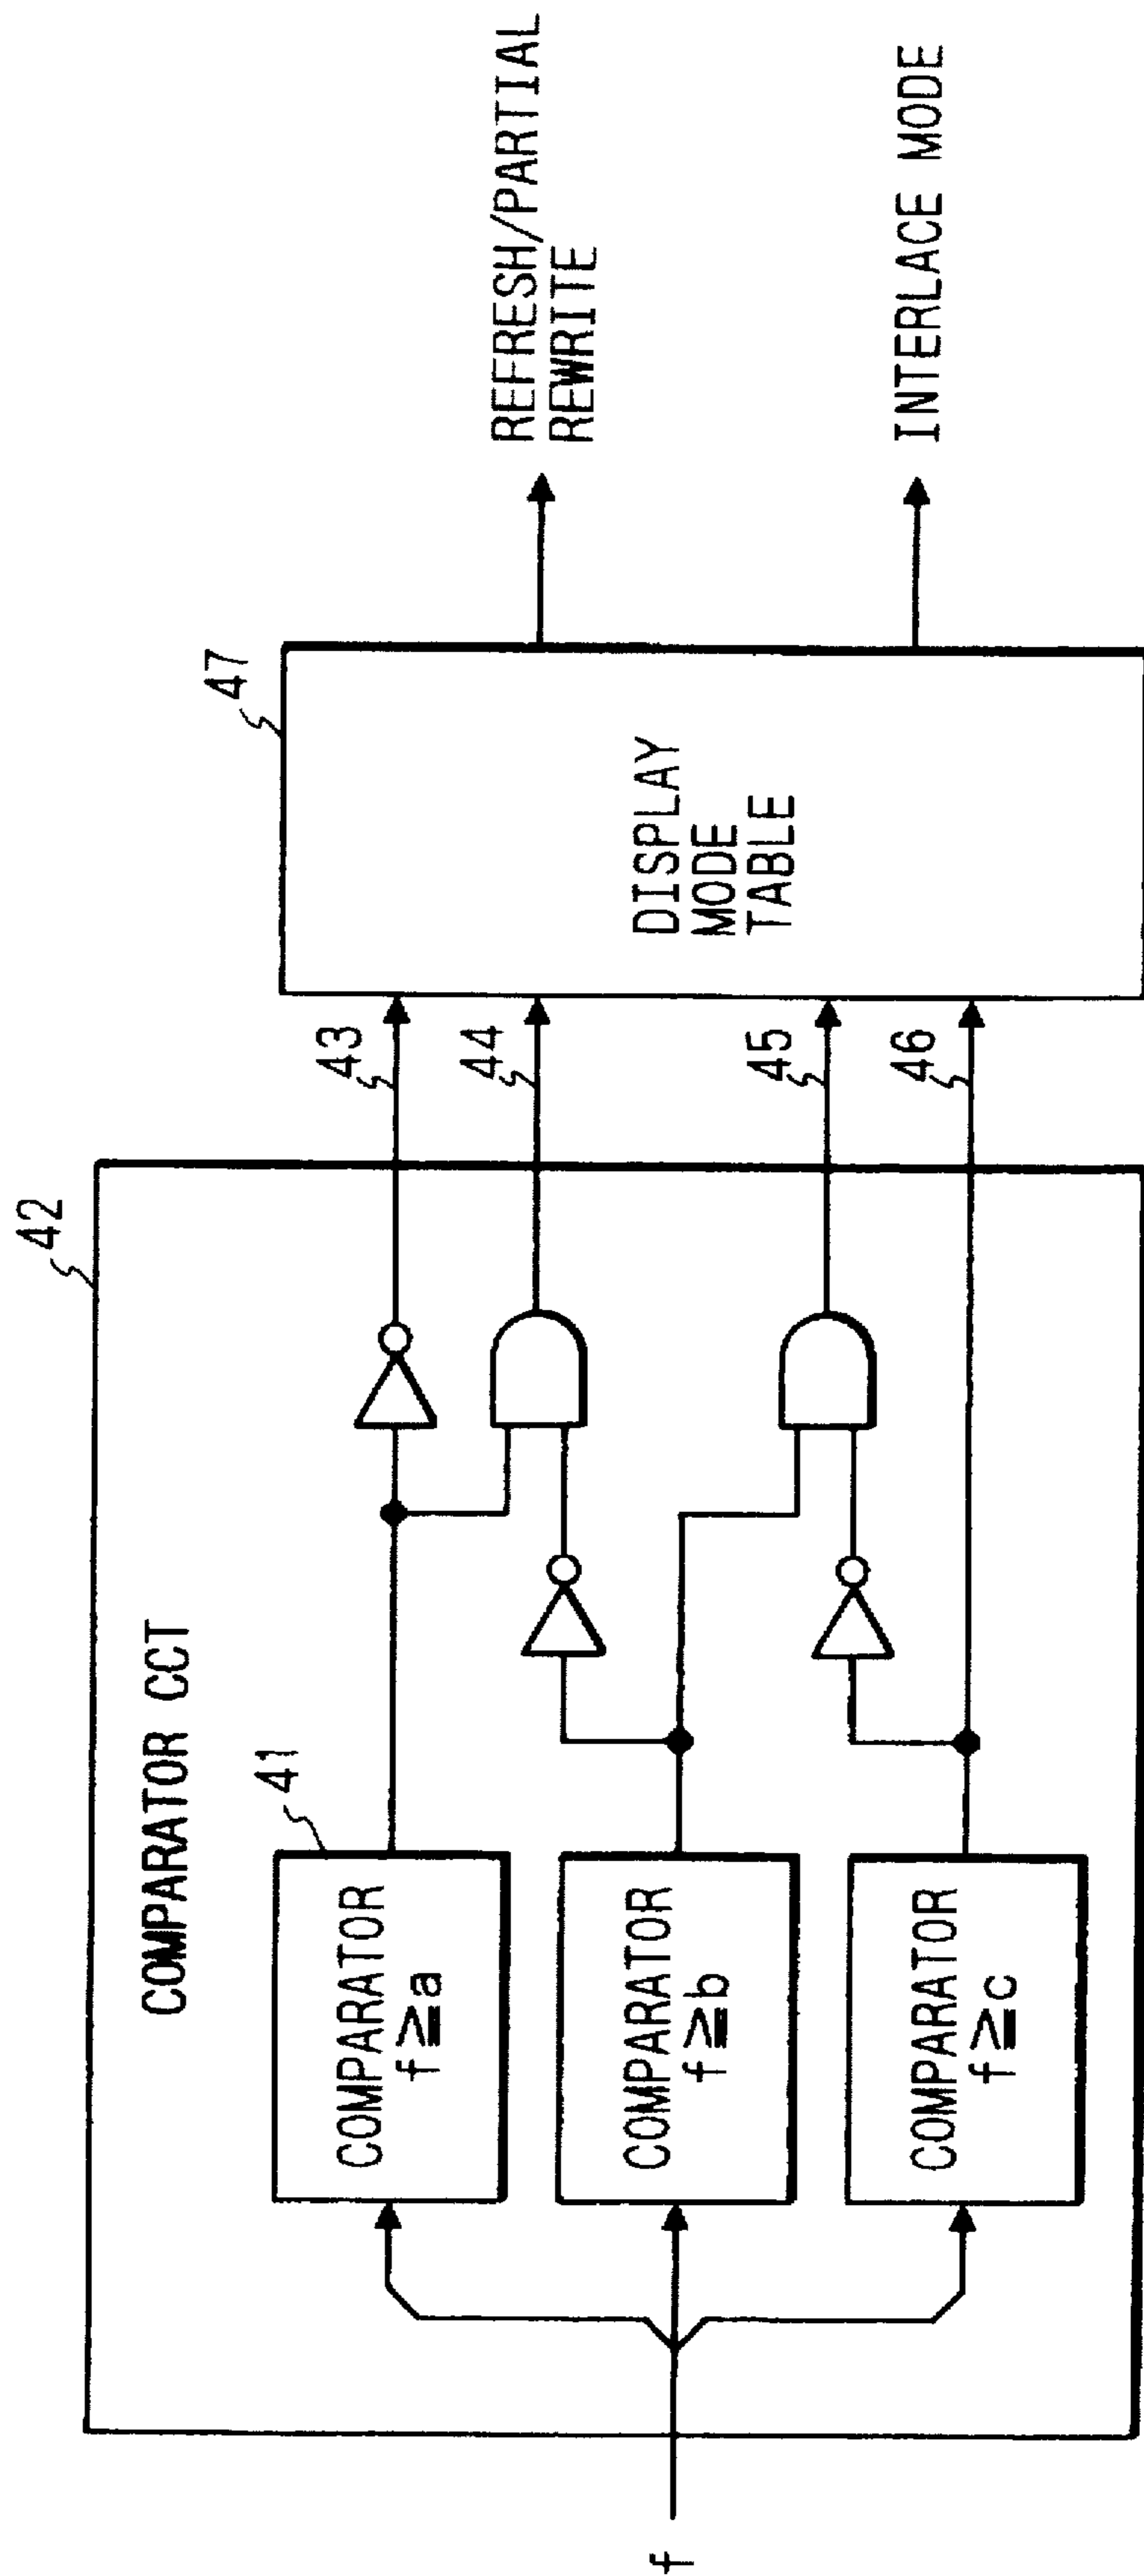 COMPARATOR CCT
42
41
COMPARATOR
f≧a
COMPARATOR
f≧b
COMPARATOR
f≧c
f
43
44
45
46
47
DISPLAY
MODE
TABLE
REFRESH/PARTIAL
REWRITE
INTERLACE MODE